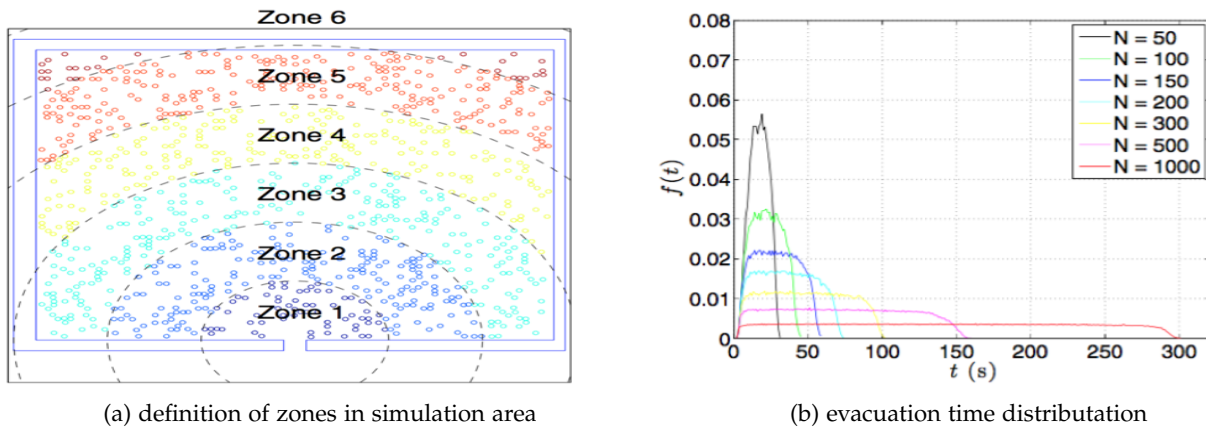 Zone 6
Zone 5
Zone 4
Zone 3
Zone 2
Zone 1
(a) definition of zones in simulation area
0.08
0.07
0.06
0.05
0.04
0.03
0.02
0.01
0
f(t)
0 50 100 150 200 250 300
t (s)
N = 50
N = 100
N = 150
N = 200
N = 300
N = 500
N = 1000
(b) evacuation time distributation